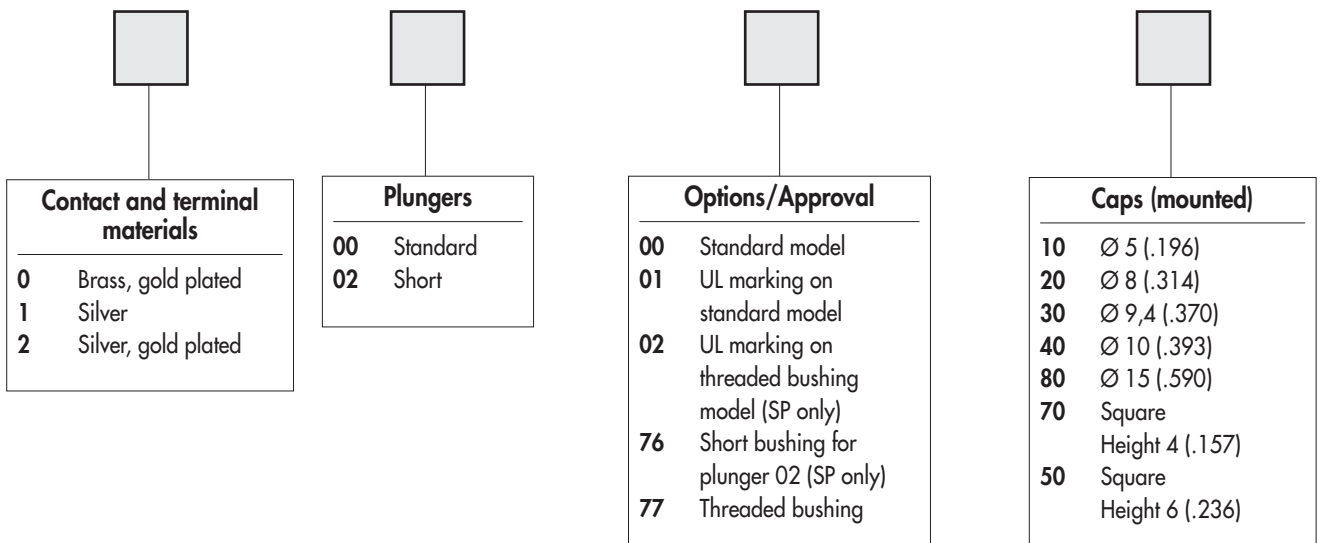 Contact and terminal
materials
0 Brass, gold plated
1 Silver
2 Silver, gold plated
Plungers
00 Standard
02 Short
Options/Approval
00 Standard model
01 UL marking on
standard model
02 UL marking on
threaded bushing
model (SP only)
76 Short bushing for
plunger 02 (SP only)
77 Threaded bushing
Caps (mounted)
10 Ø 5 (.196)
20 Ø 8 (.314)
30 Ø 9,4 (.370)
40 Ø 10 (.393)
80 Ø 15 (.590)
70 Square
Height 4 (.157)
50 Square
Height 6 (.236)